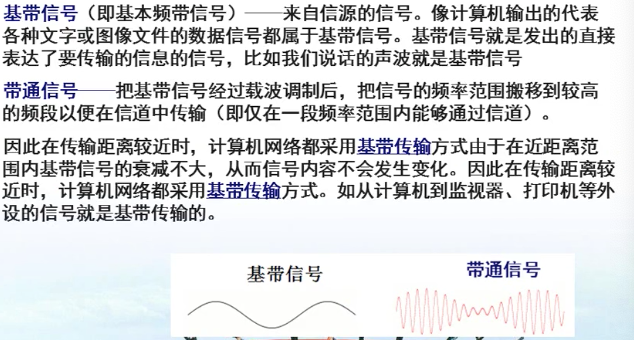 基带信号（即基本频带信号）——来自信源的信号。像计算机输出的代表
各种文字或图像文件的数据信号都属于基带信号。基带信号就是发出的直接
表达了要传输的信息的信号，比如我们说话的声波就是基带信号
带通信号——把基带信号经过载波调制后，把信号的频率范围搬移到较高
的频段以便在信道中传输（即仅在一段频率范围内能够通过信道）。
因此在传输距离较近时，计算机网络都采用基带传输方式由于在近距离范
围内基带信号的衰减不大，从而信号内容不会发生变化。因此在传输距离较
近时，计算机网络都采用基带传输方式。如从计算机到监视器、打印机等外
设的信号就是基带传输的。
基带信号
带通信号